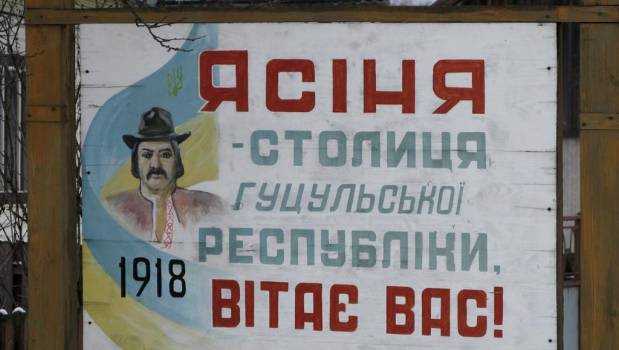 ЯСІНЯ
-СТОЛИЦЯ
ГУЦУЛЬСЬКОЇ
РЕСПУБЛІКИ,
1918
ВІТАЄ ВАС!